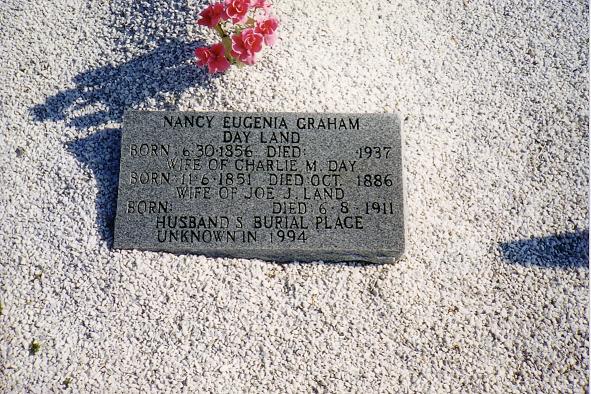 NANCY EUGENIA GRAHAM
DAY LAND
BORN: 6·30·1856 DIED: 1937
WIFE OF CHARLIE M. DAY
BORN: 11·6·1851 DIED: OCT. 1886
WIFE OF JOE J. LAND
BORN: DIED 6·8·1911
HUSBAND'S BURIAL PLACE
UNKNOWN IN 1994